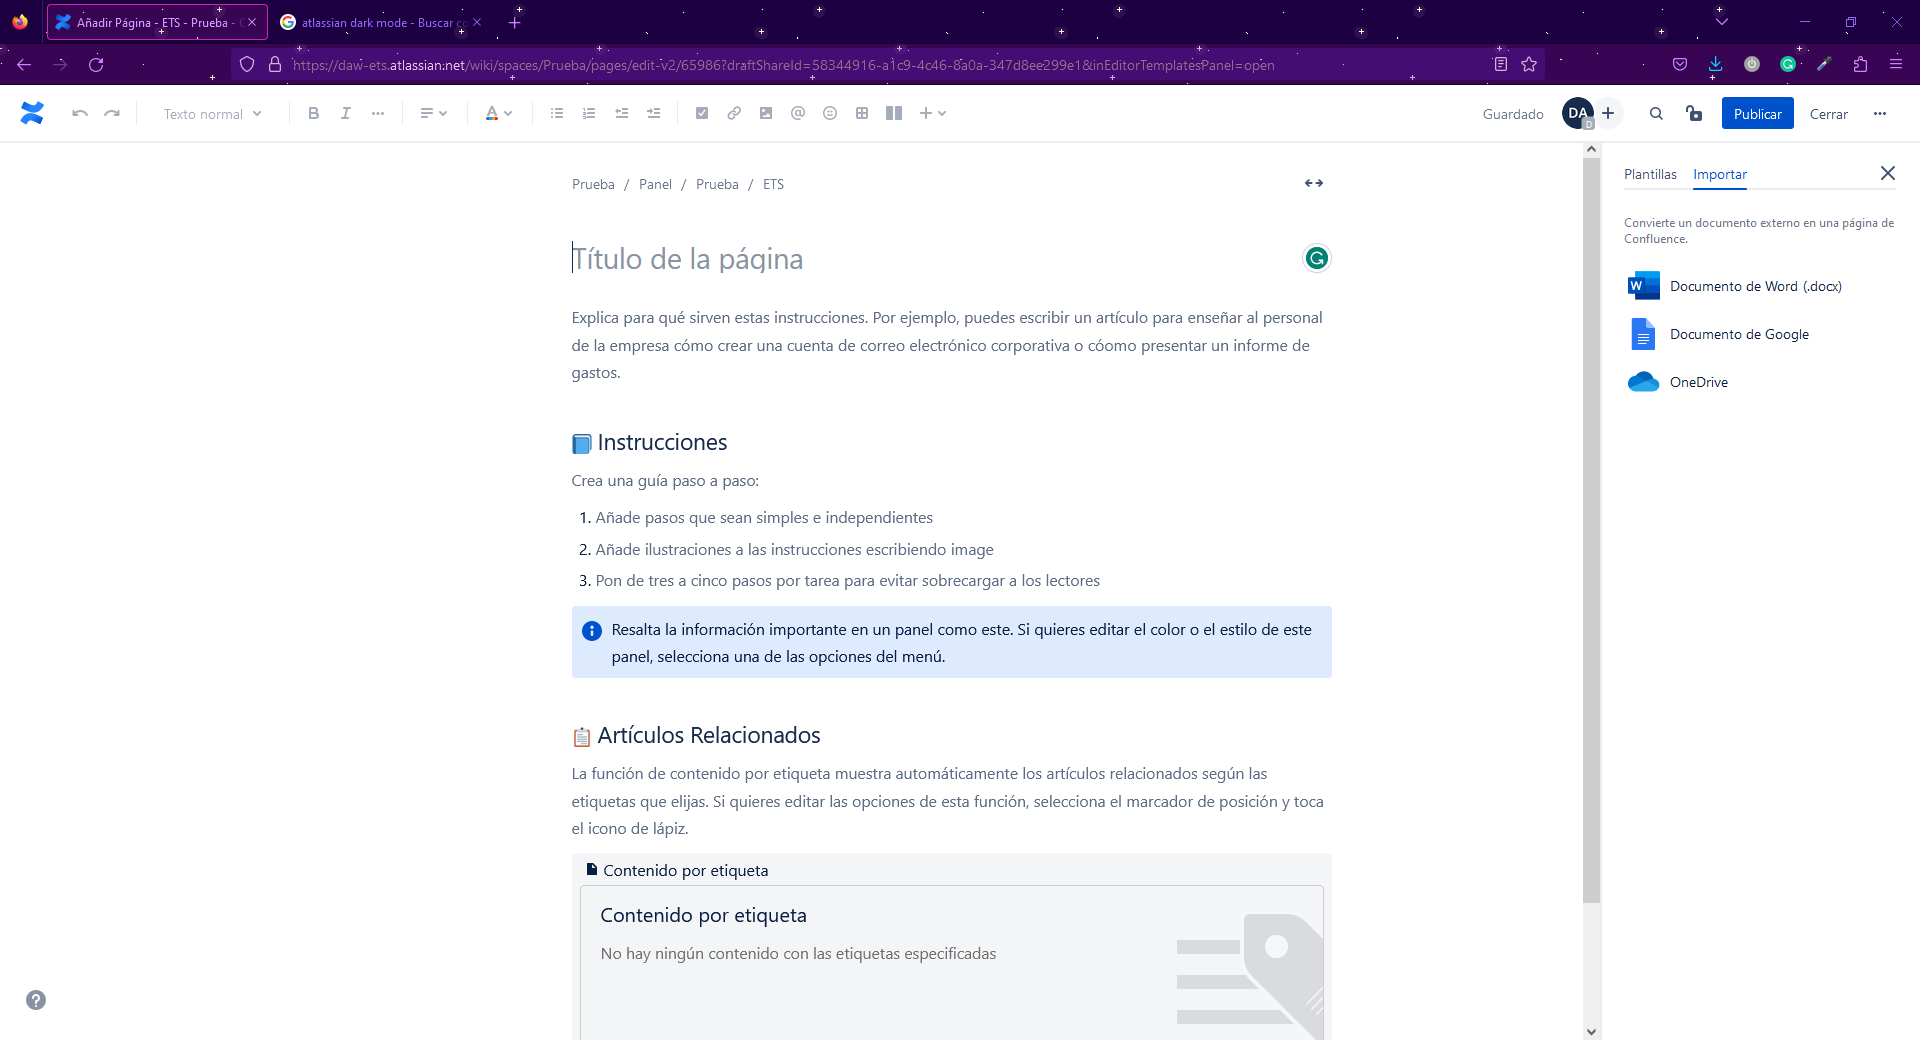 Añadir Página - ETS - Prueba -
atlassian dark mode - Buscar
https://daw-ets.atlassian.net/wiki/spaces/Prueba/pages/edit-v2/65986?draftShareId=58344916-a1c9-4c46-8a0a-347d8ee299e1&inEditorTemplatesPanel=open
Texto normal
B I A
Guardado
DA
D
Publicar
Cerrar
Prueba / Panel / Prueba / ETS
Plantillas
Importar
Convierte un documento externo en una página de
Confluence.
Documento de Word (.docx)
Documento de Google
OneDrive
Título de la página
Explica para qué sirven estas instrucciones. Por ejemplo, puedes escribir un artículo para enseñar al personal
de la empresa cómo crear una cuenta de correo electrónico corporativa o cóomo presentar un informe de
gastos.
Instrucciones
Crea una guía paso a paso:
1. Añade pasos que sean simples e independientes
2. Añade ilustraciones a las instrucciones escribiendo image
3. Pon de tres a cinco pasos por tarea para evitar sobrecargar a los lectores
Resalta la información importante en un panel como este. Si quieres editar el color o el estilo de este
panel, selecciona una de las opciones del menú.
Artículos Relacionados
La función de contenido por etiqueta muestra automáticamente los artículos relacionados según las
etiquetas que elijas. Si quieres editar las opciones de esta función, selecciona el marcador de posición y toca
el icono de lápiz.
Contenido por etiqueta
Contenido por etiqueta
No hay ningún contenido con las etiquetas especificadas